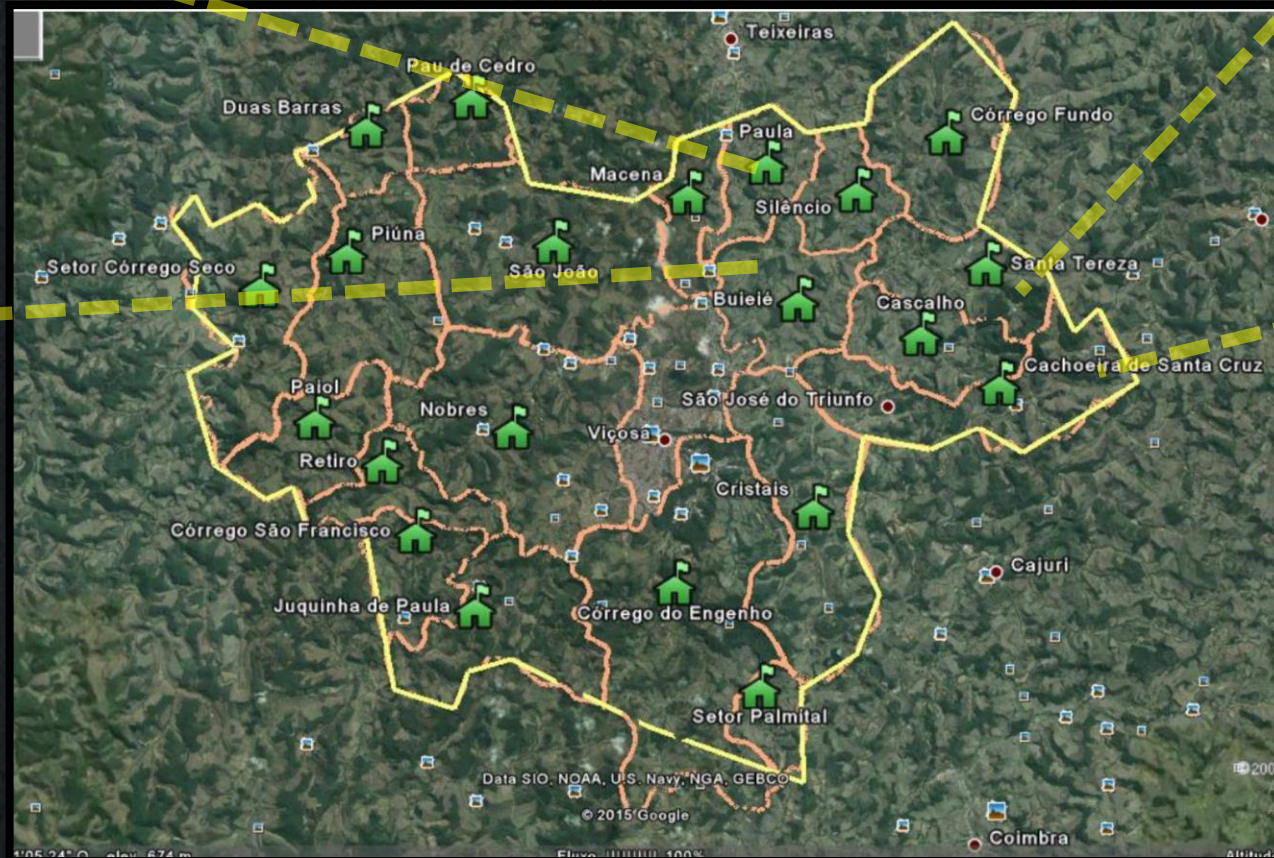 Teixeiras
Pau de Cedro
Duas Barras
Córrego Fundo
Paula
Macena
Silêncio
Piúna
Setor Córrego Seco
São João
Santa Tereza
Buieié
Cascalho
Cachoeira de Santa Cruz
Paiol
São José do Triunfo
Nobres
Viçosa
Retiro
Cristais
Córrego São Francisco
Cajuri
Juquinha de Paula
Córrego do Engenho
Setor Palmital
Data SIO, NOAA, U.S. Navy, NGA, GEBCO
© 2015 Google
Coimbra